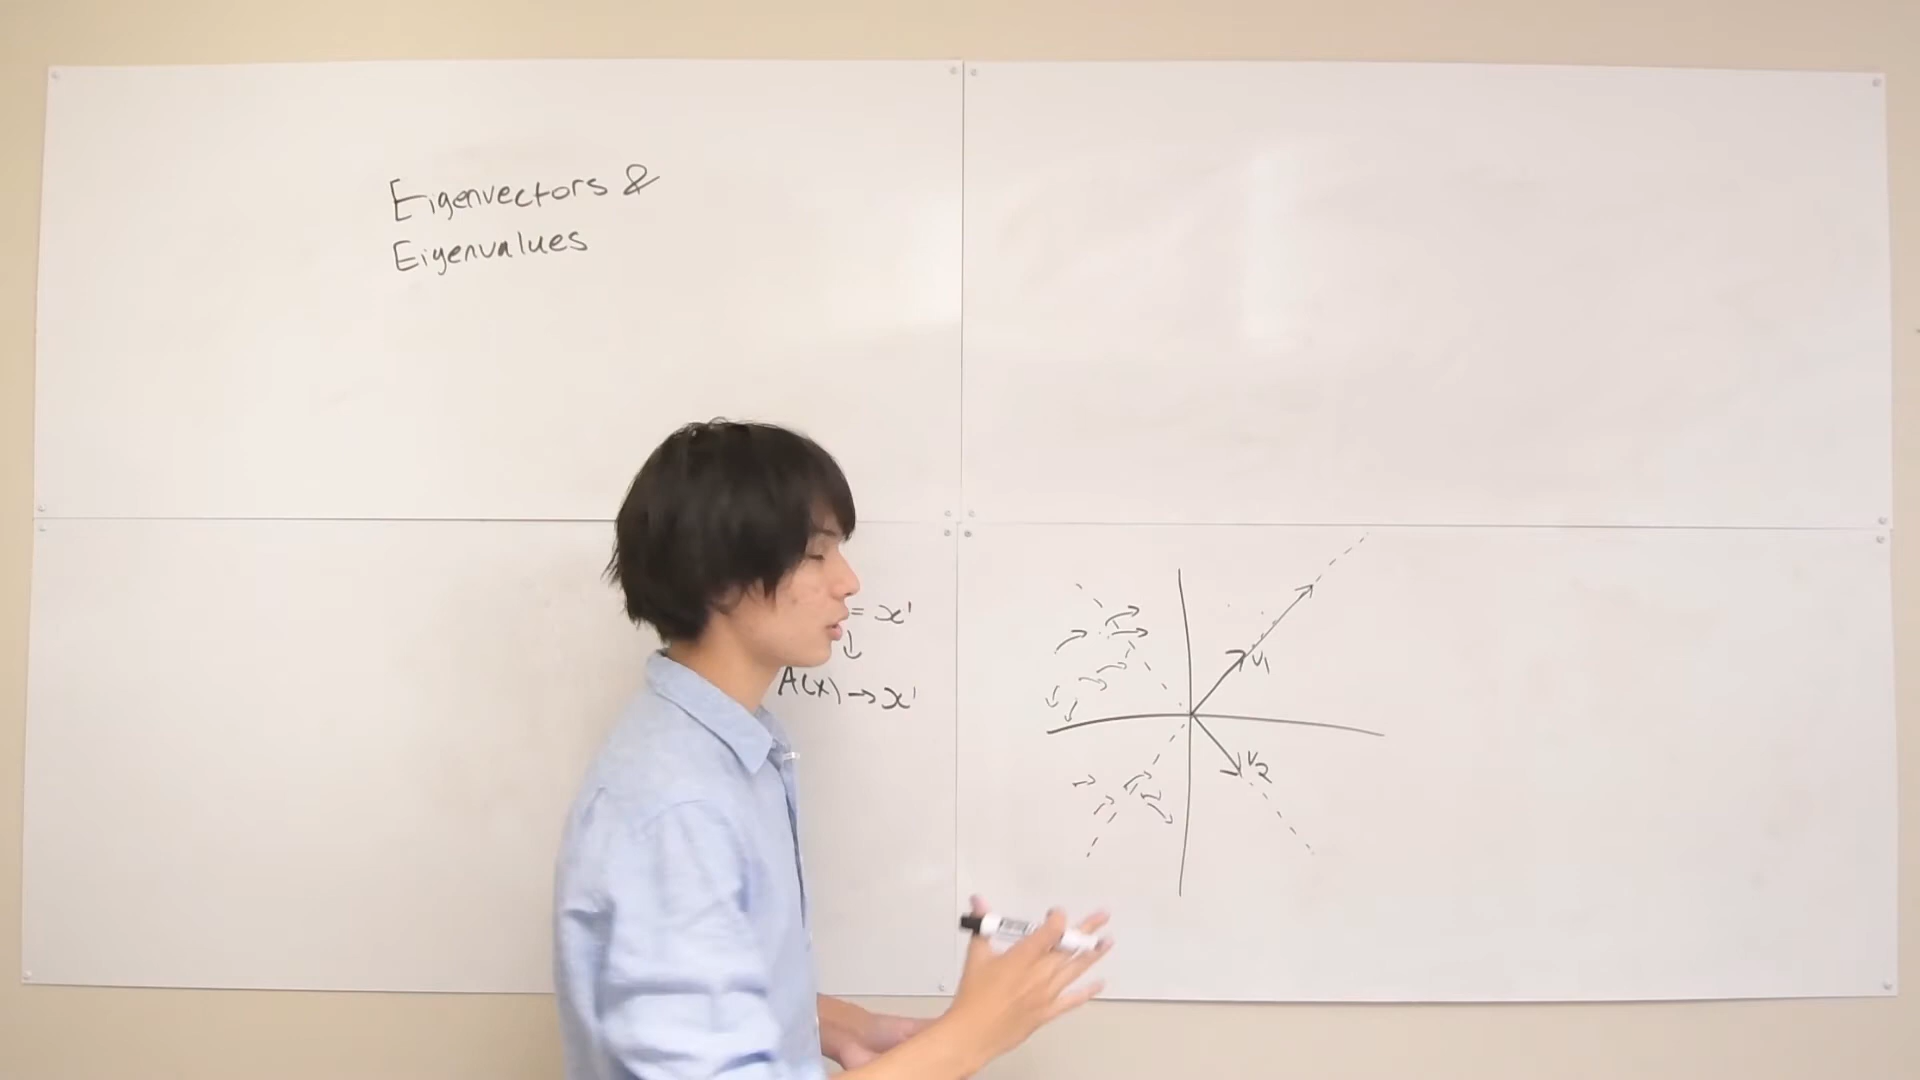 Eigenvectors &
Eigenvalues
= x'
↓
A(x) → x'
v₁
v₂